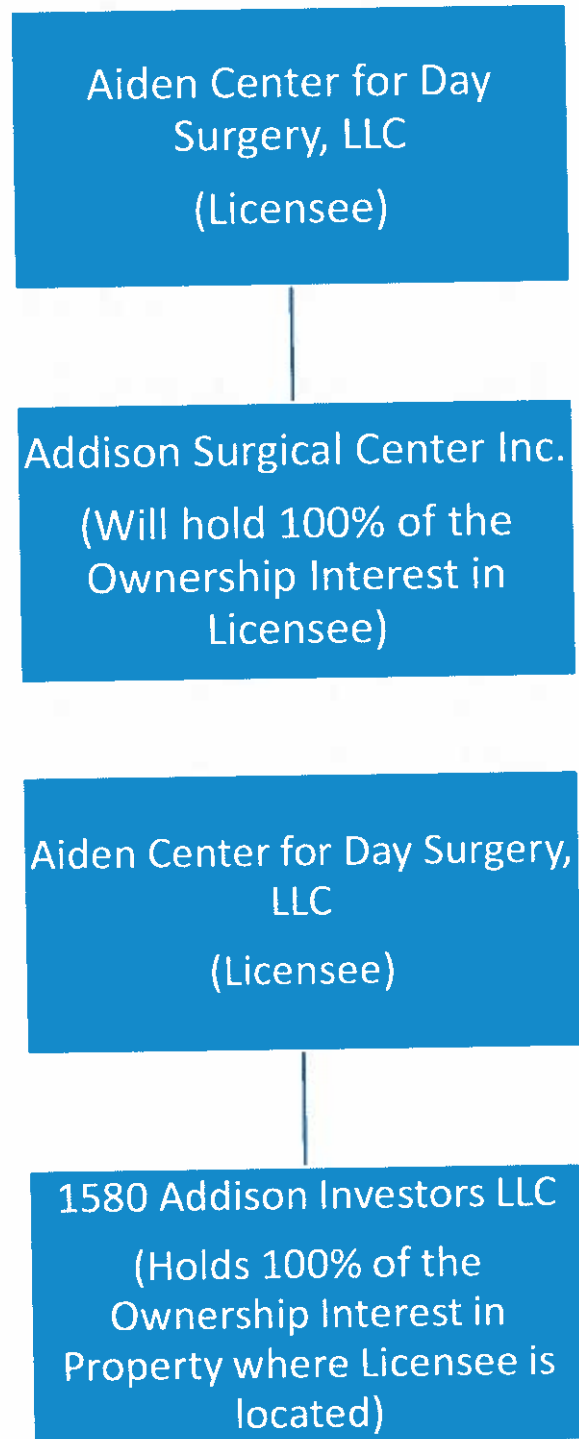 Aiden Center for Day
Surgery, LLC
(Licensee)
Addison Surgical Center Inc.
(Will hold 100% of the
Ownership Interest in
Licensee)
Aiden Center for Day Surgery,
LLC
(Licensee)
1580 Addison Investors LLC
(Holds 100% of the
Ownership Interest in
Property where Licensee is
located)